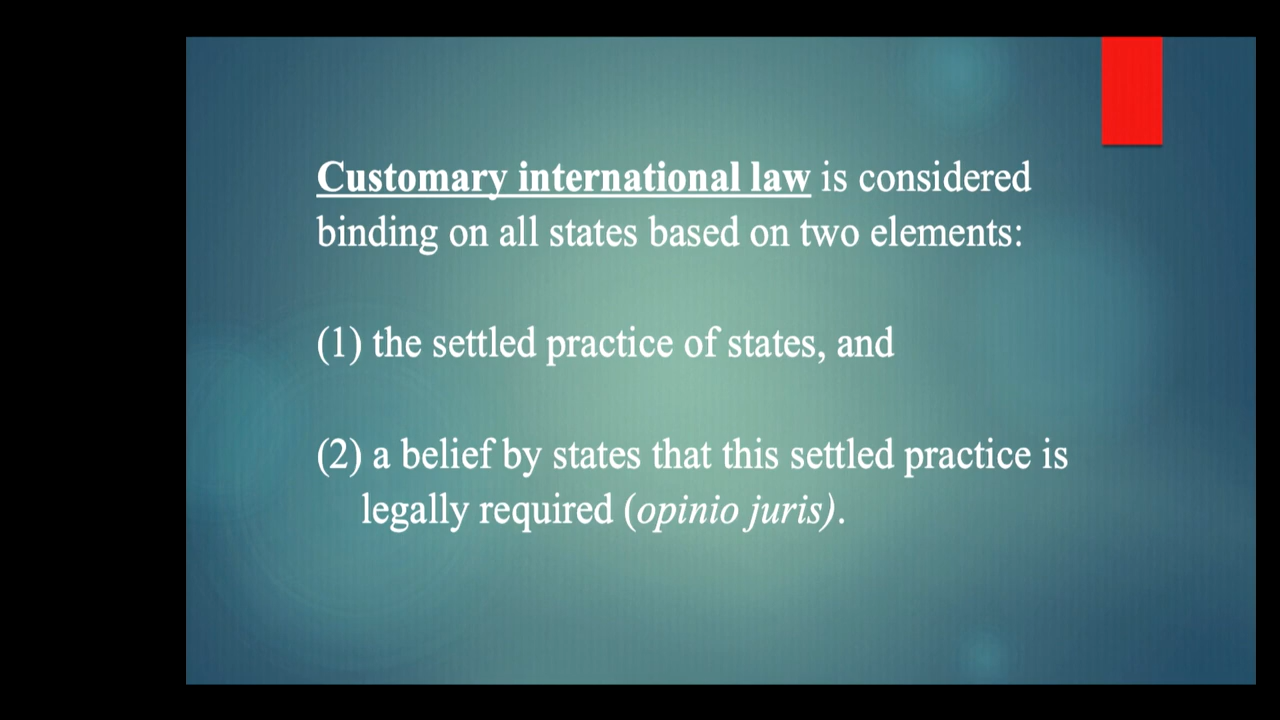 Customary international law is considered
binding on all states based on two elements:
(1) the settled practice of states, and
(2) a belief by states that this settled practice is
legally required (opinio juris).